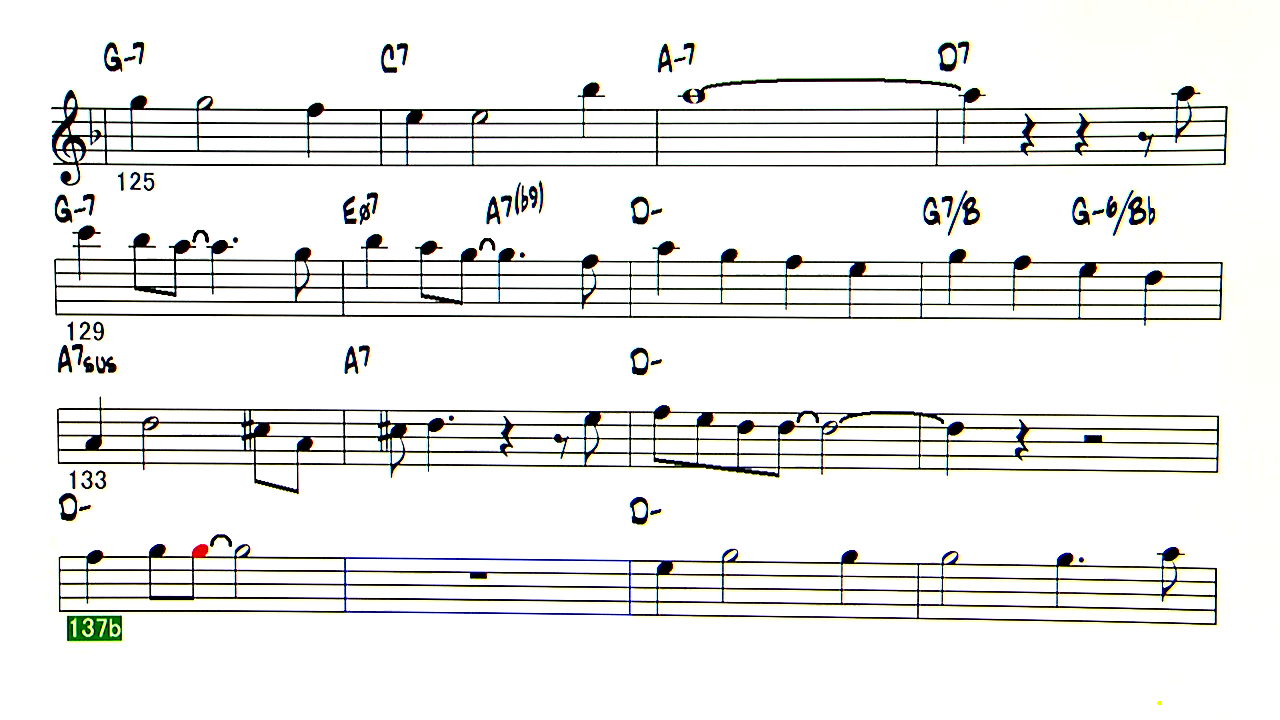 G-7 C7 A-7 D7
125
G-7 Eø7 A7(b9) D- G7/B G-6/Bb
129
A7sus A7 D-
133
D- D-
137b